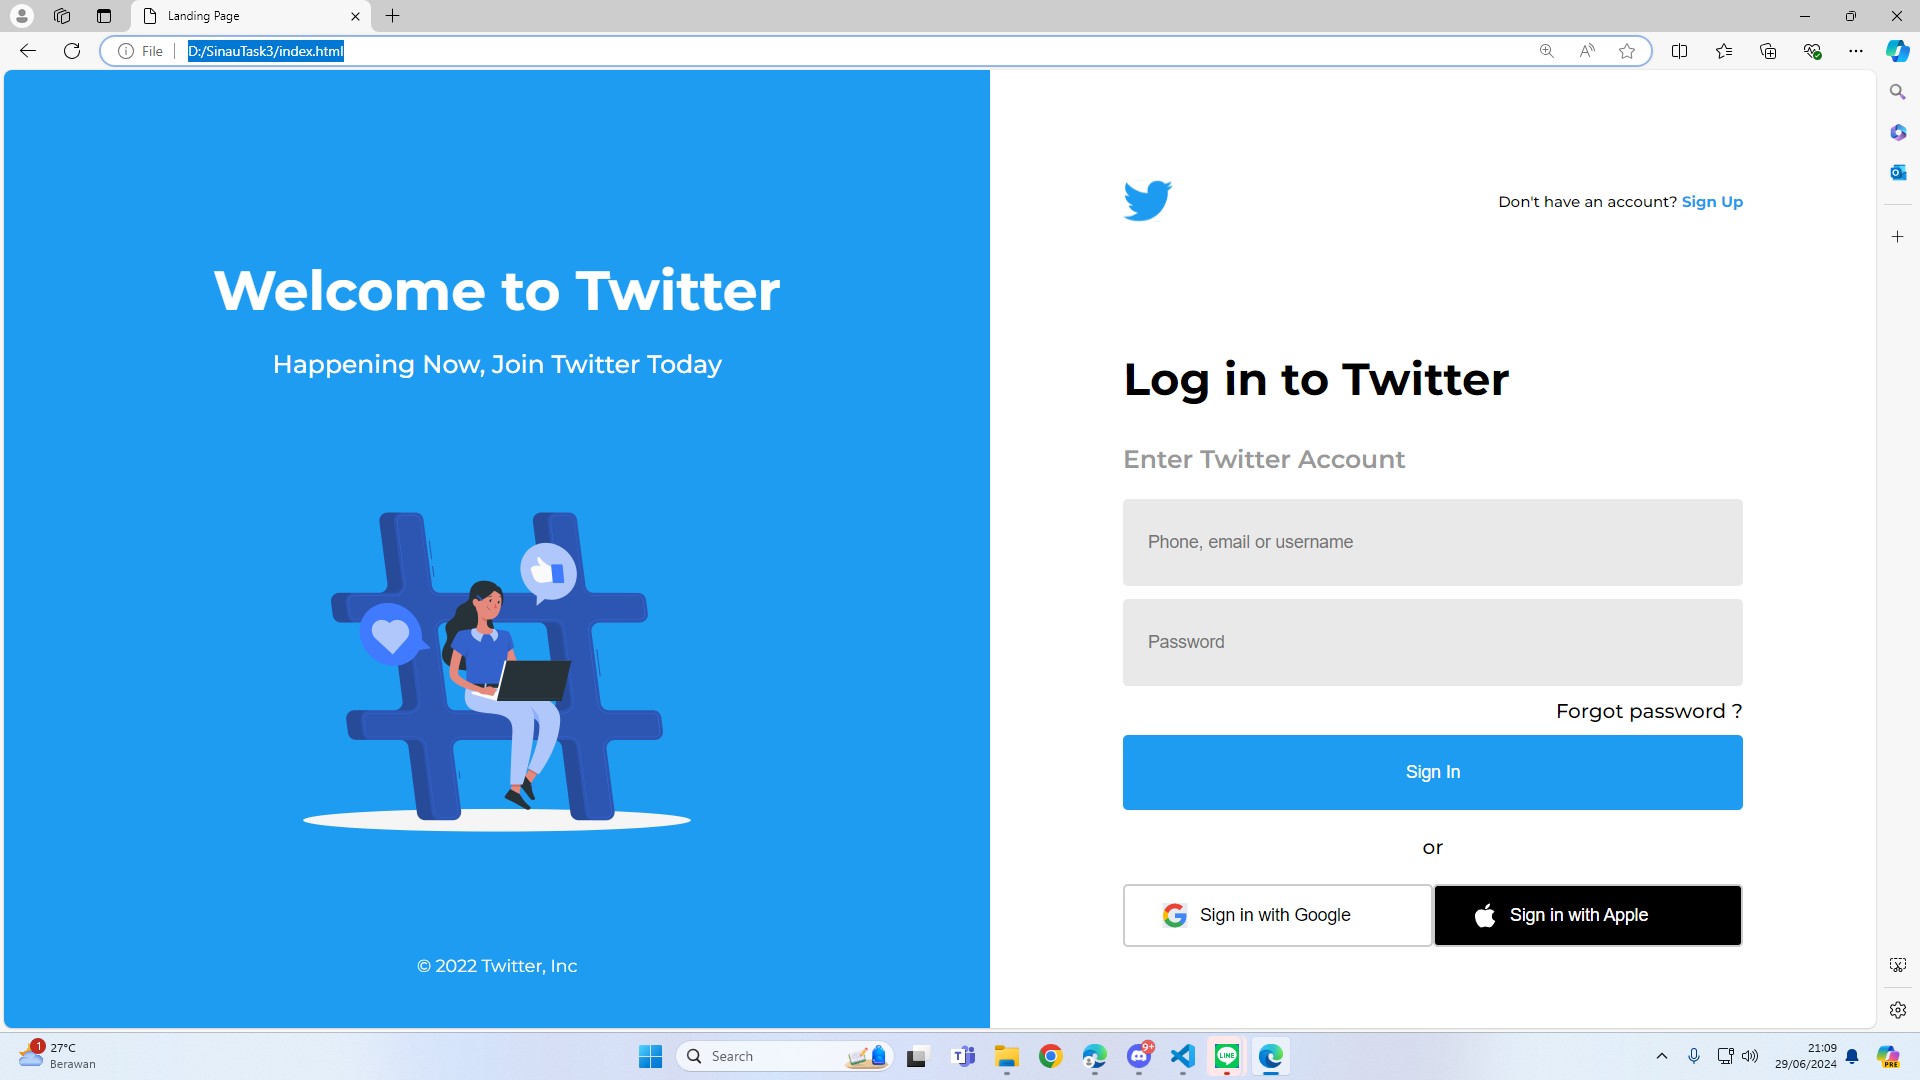 Landing Page
File
D:/SinauTask3/index.html
Welcome to Twitter
Happening Now, Join Twitter Today
© 2022 Twitter, Inc
Don't have an account? Sign Up
Log in to Twitter
Enter Twitter Account
Phone, email or username
Password
Forgot password ?
Sign In
or
Sign in with Google
Sign in with Apple
1
27°C
Berawan
Search
9+
LINE
PRE
21:09
29/06/2024